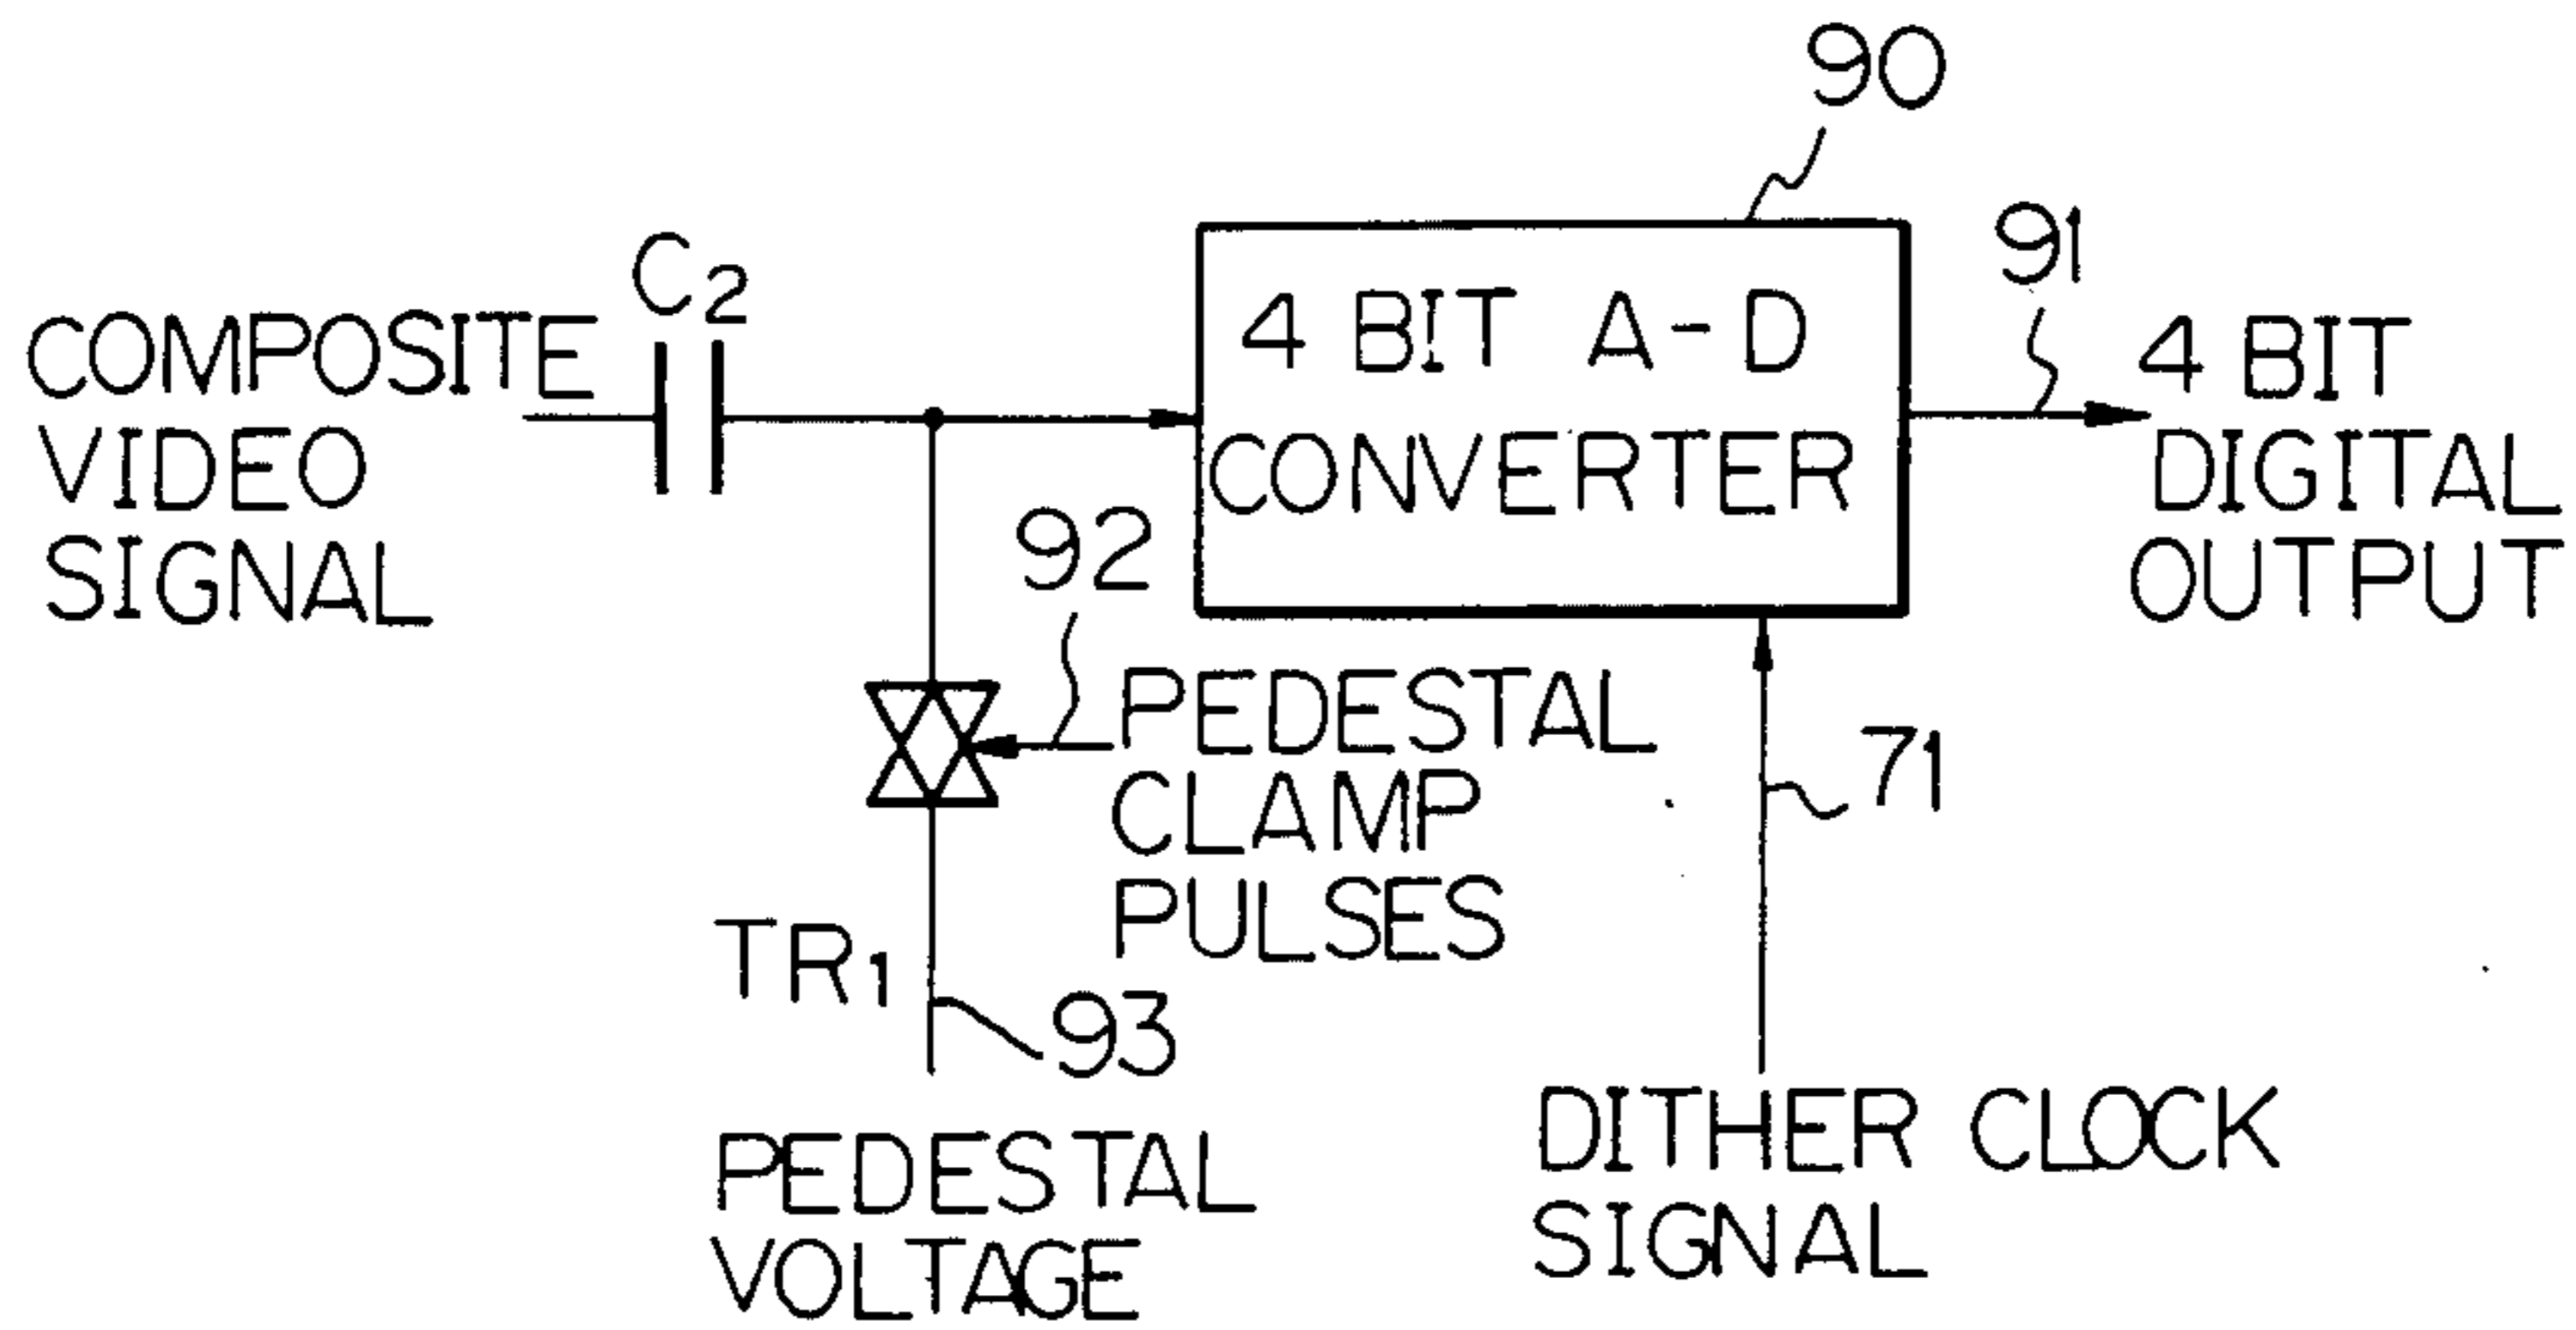 90
91
C2
COMPOSITE
VIDEO
SIGNAL
4 BIT A-D
CONVERTER
4 BIT
DIGITAL
OUTPUT
92
PEDESTAL
CLAMP
PULSES
71
TR1
93
PEDESTAL
VOLTAGE
DITHER CLOCK
SIGNAL